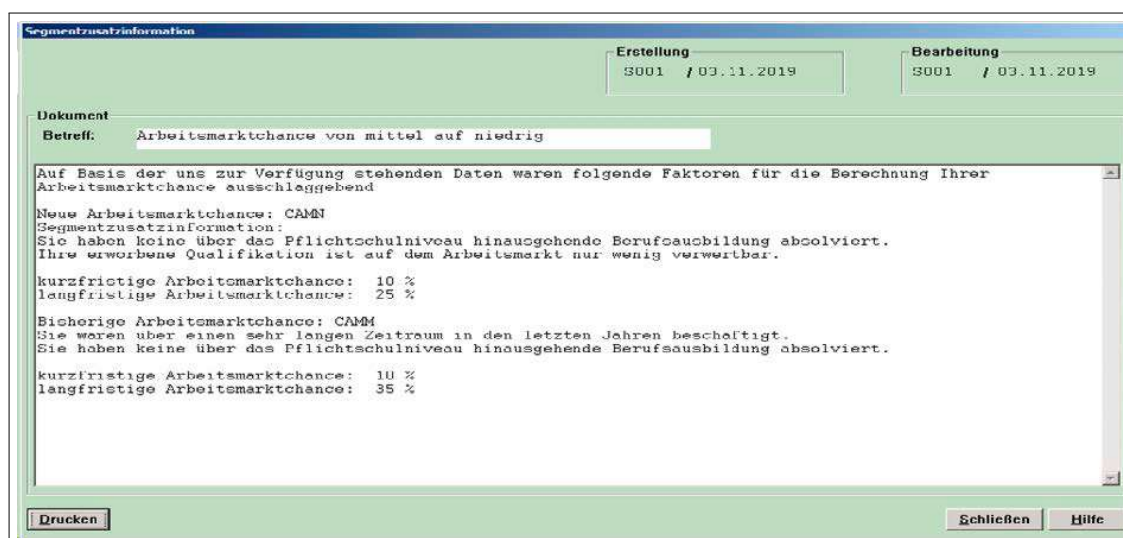 Segmentzusatzinformation
Erstellung
S001 / 03.11.2019
Bearbeitung
S001 / 03.11.2019
Dokument
Betreff: Arbeitsmarktchance von mittel auf niedrig
Auf Basis der uns zur Verfügung stehenden Daten waren folgende Faktoren für die Berechnung Ihrer
Arbeitsmarktchance ausschlaggebend
Neue Arbeitsmarktchance: CAMN
Segmentzusatzinformation:
Sie haben keine über das Pflichtschulniveau hinausgehende Berufsausbildung absolviert.
Ihre erworbene Qualifikation ist auf dem Arbeitsmarkt nur wenig verwertbar.
kurzfristige Arbeitsmarktchance: 10 %
langfristige Arbeitsmarktchance: 25 %
Bisherige Arbeitsmarktchance: CAMM
Sie waren über einen sehr langen Zeitraum in den letzten Jahren beschäftigt.
Sie haben keine über das Pflichtschulniveau hinausgehende Berufsausbildung absolviert.
kurzfristige Arbeitsmarktchance: 10 %
langfristige Arbeitsmarktchance: 35 %
Drucken
Schließen
Hilfe